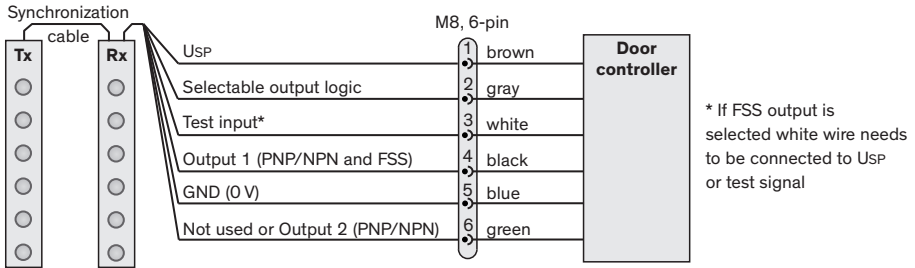 Synchronization
cable
Tx
Rx
M8, 6-pin
USP
1
brown
Selectable output logic
2
gray
Test input*
3
white
Output 1 (PNP/NPN and FSS)
4
black
GND (0 V)
5
blue
Not used or Output 2 (PNP/NPN)
6
green
Door
controller
* If FSS output is
selected white wire needs
to be connected to USP
or test signal